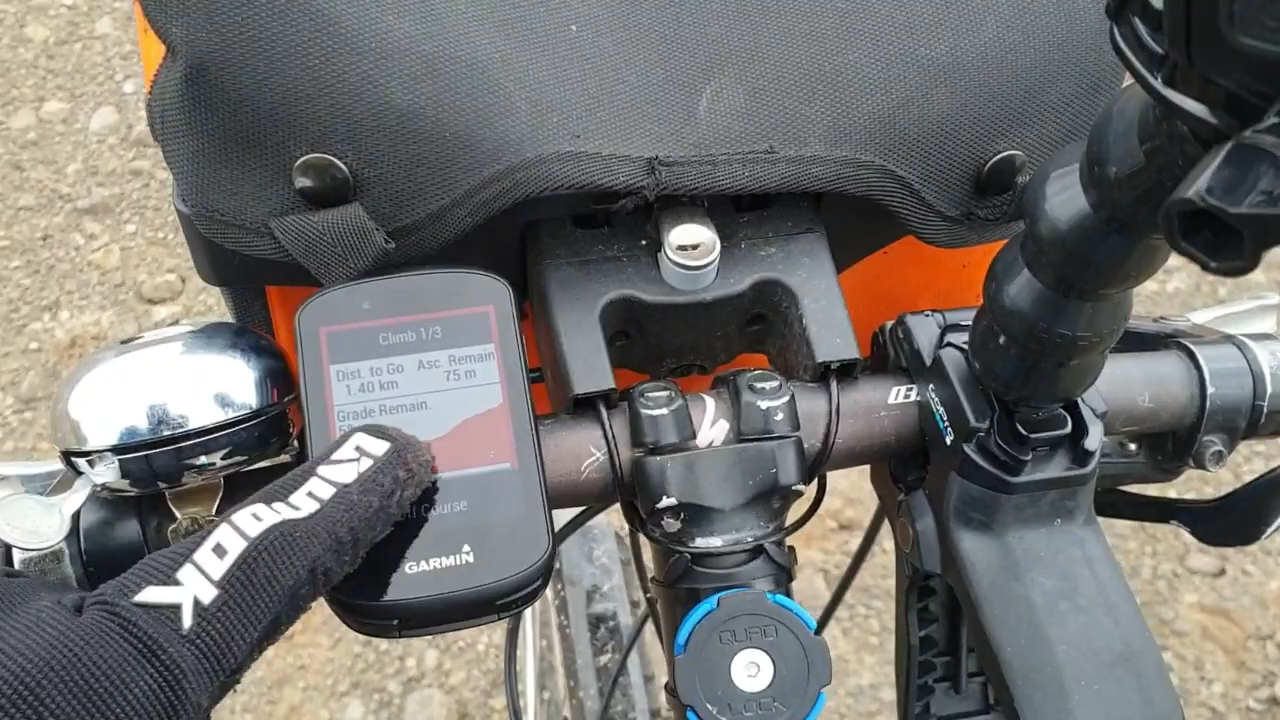 Climb 1/3
Dist. to Go Asc. Remain
1.40 km 75 m
Grade Remain.
Course
GARMIN
GoPro
QUAD
LOCK